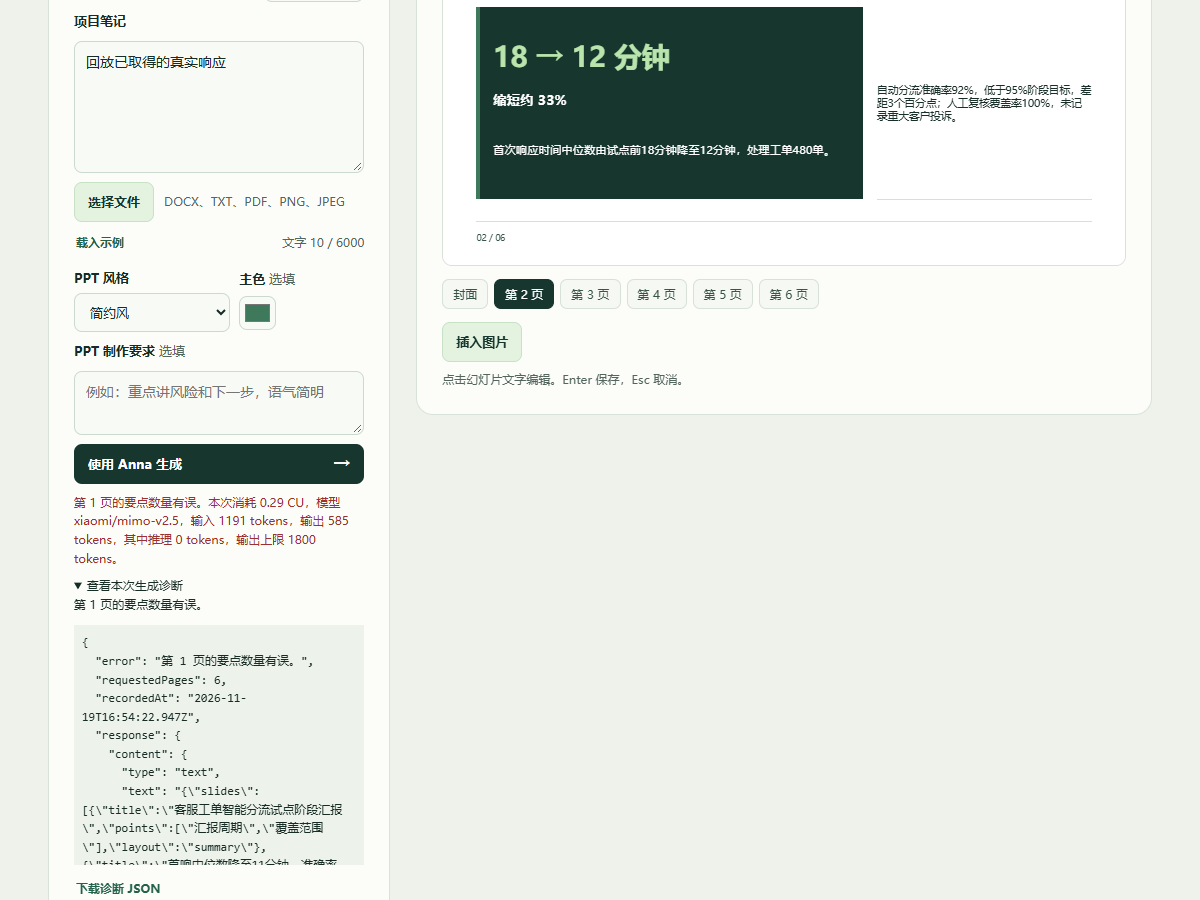 项目笔记
回放已取得的真实响应
选择文件
DOCX、TXT、PDF、PNG、JPEG
载入示例
文字 10 / 6000
PPT 风格
主色 选填
简约风
PPT 制作要求 选填
例如：重点讲风险和下一步，语气简明
使用 Anna 生成 →
第 1 页的要点数量有误。本次消耗 0.29 CU，模型
xiaomi/mimo-v2.5，输入 1191 tokens，输出 585
tokens，其中推理 0 tokens，输出上限 1800
tokens。
▼ 查看本次生成诊断
第 1 页的要点数量有误。
{
"error": "第 1 页的要点数量有误。",
"requestedPages": 6,
"recordedAt": "2026-11-
19T16:54:22.947Z",
"response": {
"content": {
"type": "text",
"text": "{\"slides\":
[{\"title\":\"客服工单智能分流试点阶段汇报
\",\"points\":[\"汇报周期\",\"覆盖范围
\"],\"layout\":\"summary\"},
{\"title\":\"首响中位数降至11分钟，准确率
下载诊断 JSON
18 → 12 分钟
缩短约 33%
首次响应时间中位数由试点前18分钟降至12分钟，处理工单480单。
自动分流准确率92%，低于95%阶段目标，差
距3个百分点；人工复核覆盖率100%，未记
录重大客户投诉。
02 / 06
封面
第 2 页
第 3 页
第 4 页
第 5 页
第 6 页
插入图片
点击幻灯片文字编辑。Enter 保存，Esc 取消。